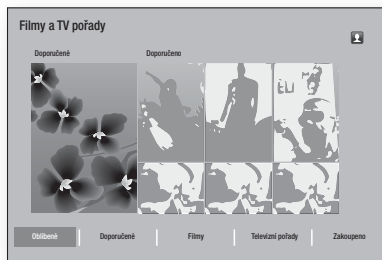 Filmy a TV pořady
Doporučené
Doporučeno
Oblíbené
Doporučené
Filmy
Televizní pořady
Zakoupeno